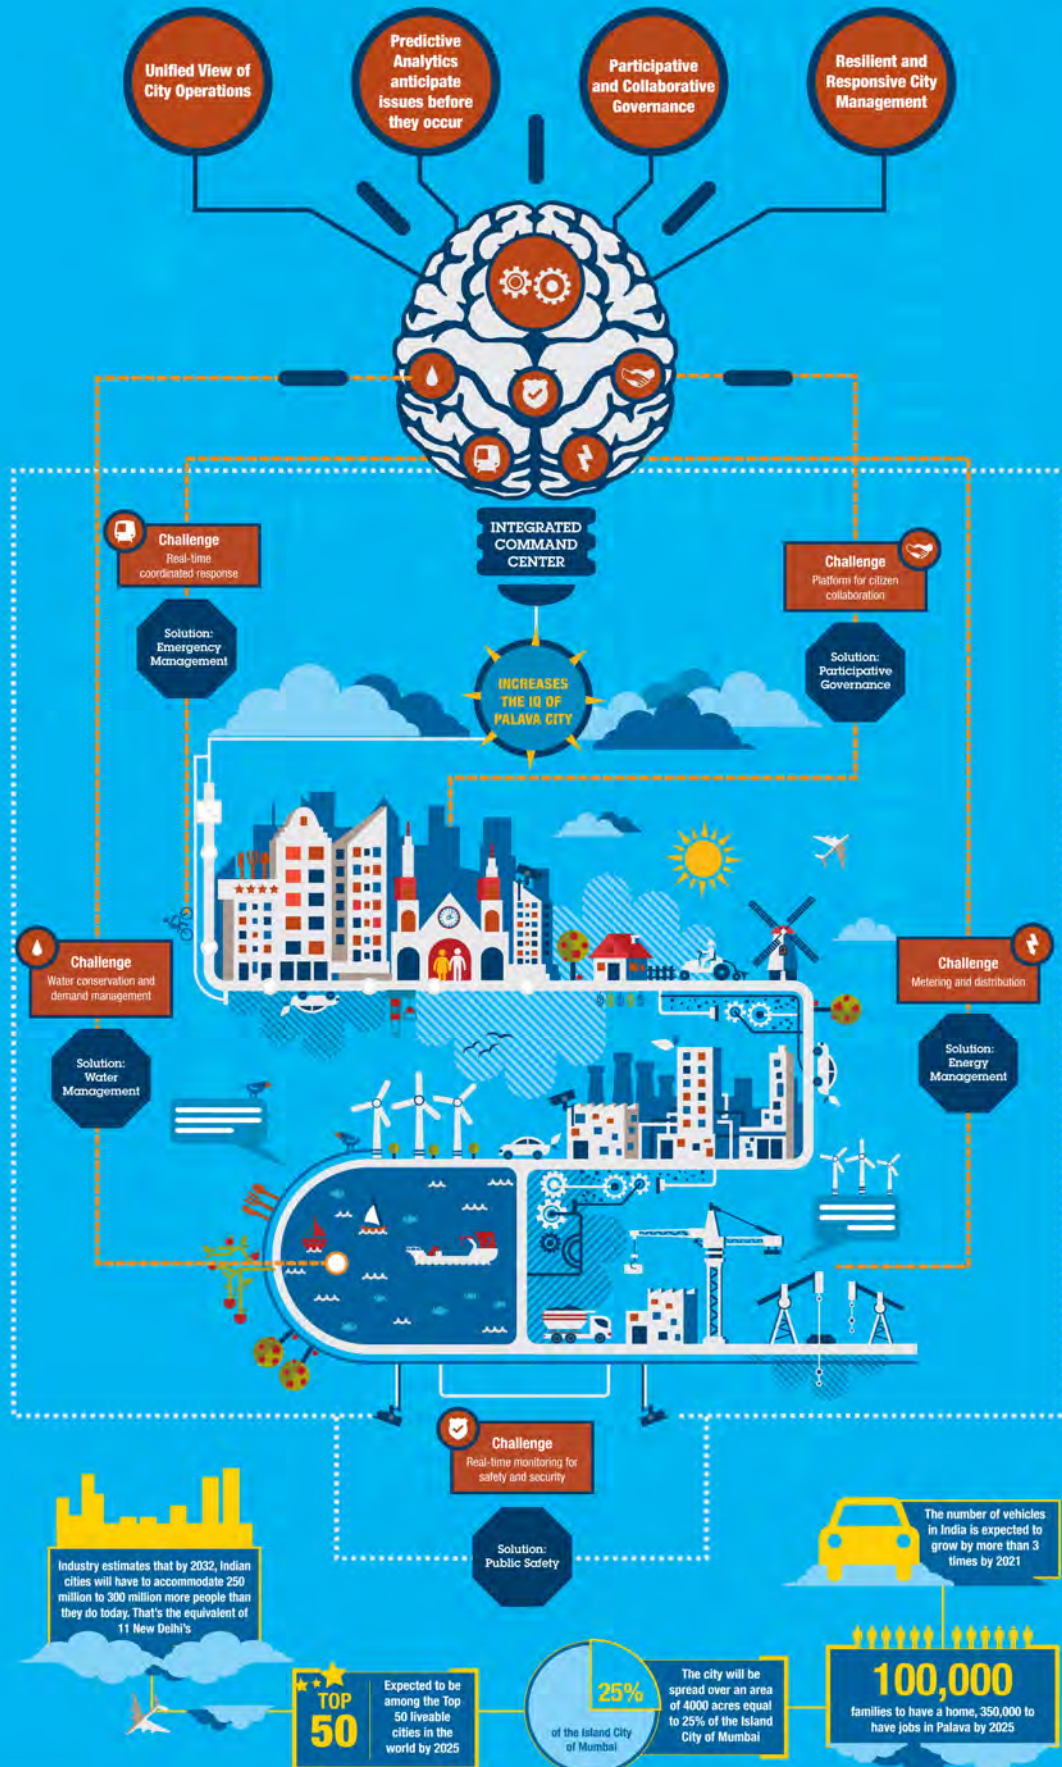 Unified View of
City Operations
Predictive
Analytics
anticipate
issues before
they occur
Participative
and Collaborative
Governance
Resilient and
Responsive City
Management
INTEGRATED
COMMAND
CENTER
Challenge
Real-time
coordinated response
Solution:
Emergency
Management
Challenge
Platform for citizen
collaboration
Solution:
Participative
Governance
INCREASES
THE IQ OF
PALAVA CITY
Challenge
Water conservation and
demand management
Solution:
Water
Management
Challenge
Metering and distribution
Solution:
Energy
Management
Challenge
Real-time monitoring for
safety and security
Solution:
Public Safety
Industry estimates that by 2032, Indian
cities will have to accommodate 250
million to 300 million more people than
they do today. That's the equivalent of
11 New Delhi's
The number of vehicles
in India is expected to
grow by more than 3
times by 2021
TOP
50
Expected to be
among the Top
50 liveable
cities in the
world by 2025
25%
of the Island City
of Mumbai
The city will be
spread over an area
of 4000 acres equal
to 25% of the Island
City of Mumbai
100,000
families to have a home, 350,000 to
have jobs in Palava by 2025